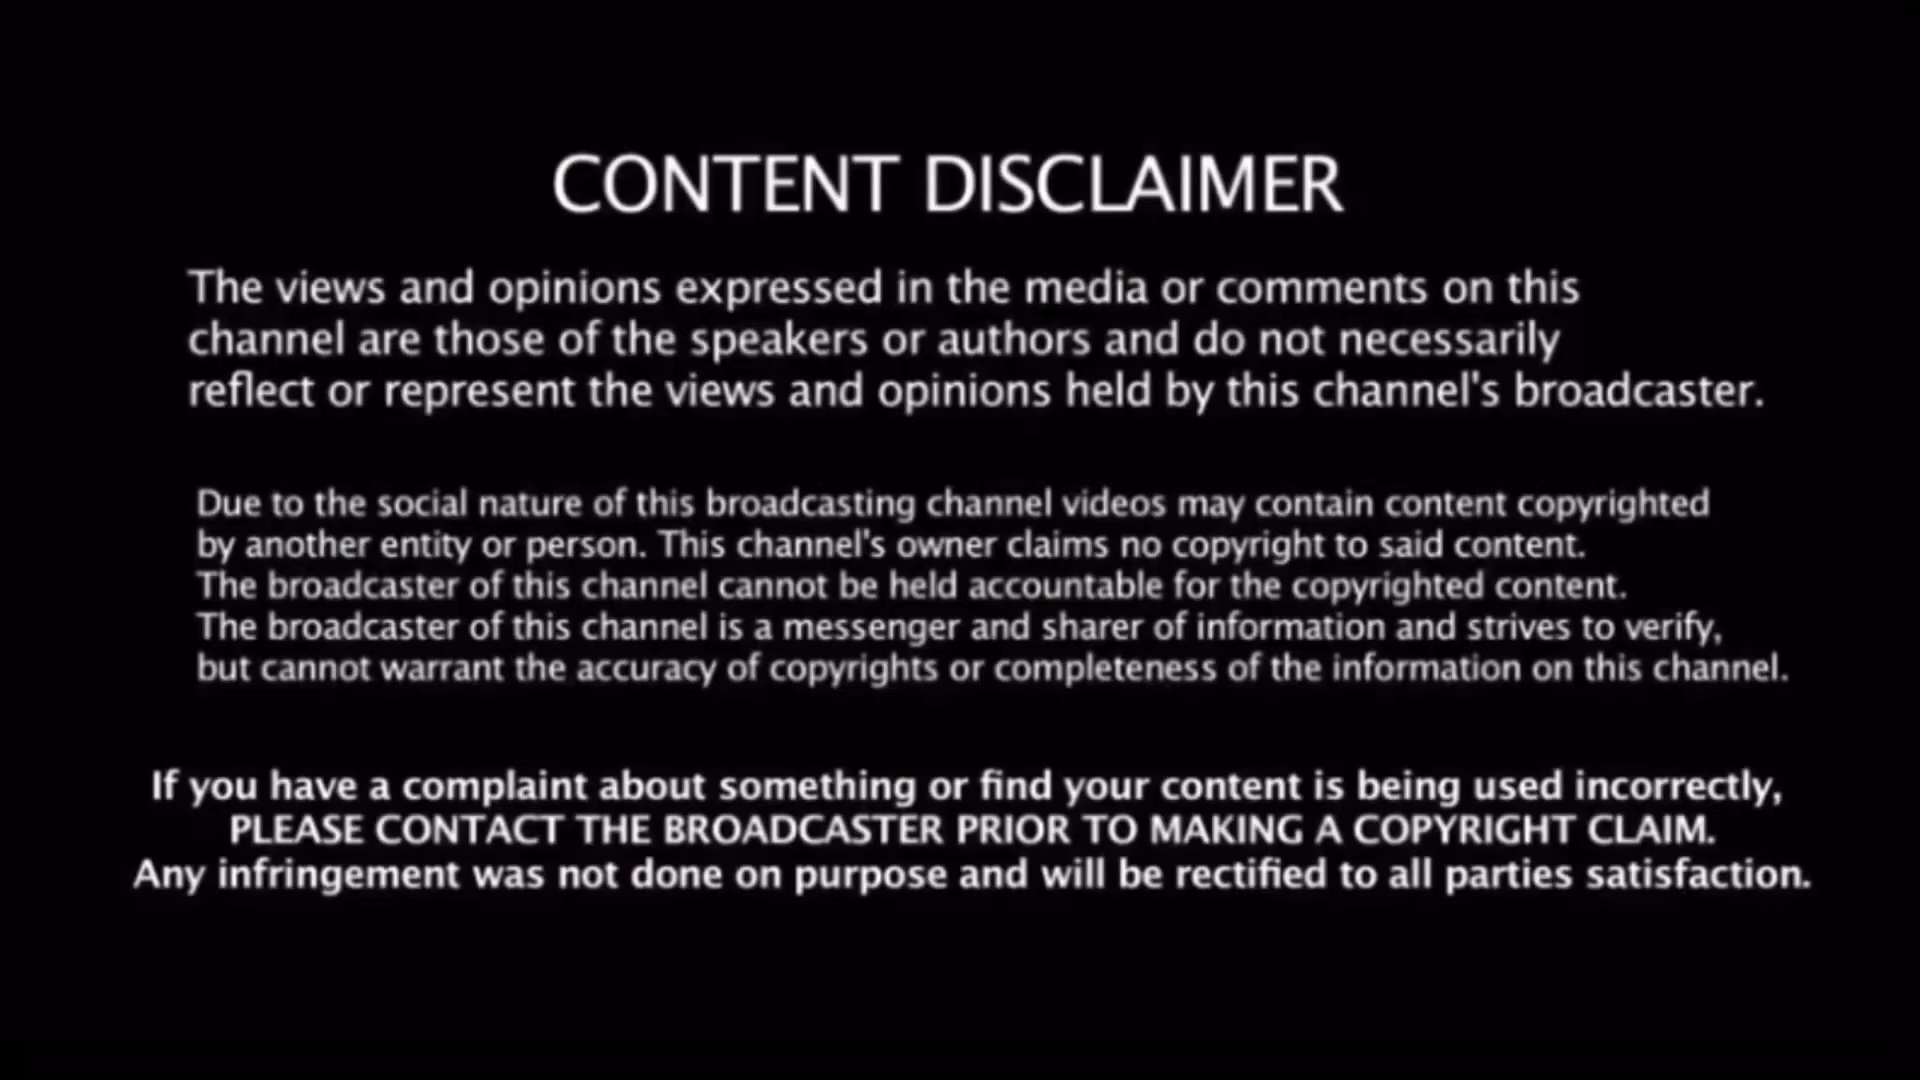 CONTENT DISCLAIMER
The views and opinions expressed in the media or comments on this
channel are those of the speakers or authors and do not necessarily
reflect or represent the views and opinions held by this channel's broadcaster.
Due to the social nature of this broadcasting channel videos may contain content copyrighted
by another entity or person. This channel's owner claims no copyright to said content.
The broadcaster of this channel cannot be held accountable for the copyrighted content.
The broadcaster of this channel is a messenger and sharer of information and strives to verify,
but cannot warrant the accuracy of copyrights or completeness of the information on this channel.
If you have a complaint about something or find your content is being used incorrectly,
PLEASE CONTACT THE BROADCASTER PRIOR TO MAKING A COPYRIGHT CLAIM.
Any infringement was not done on purpose and will be rectified to all parties satisfaction.